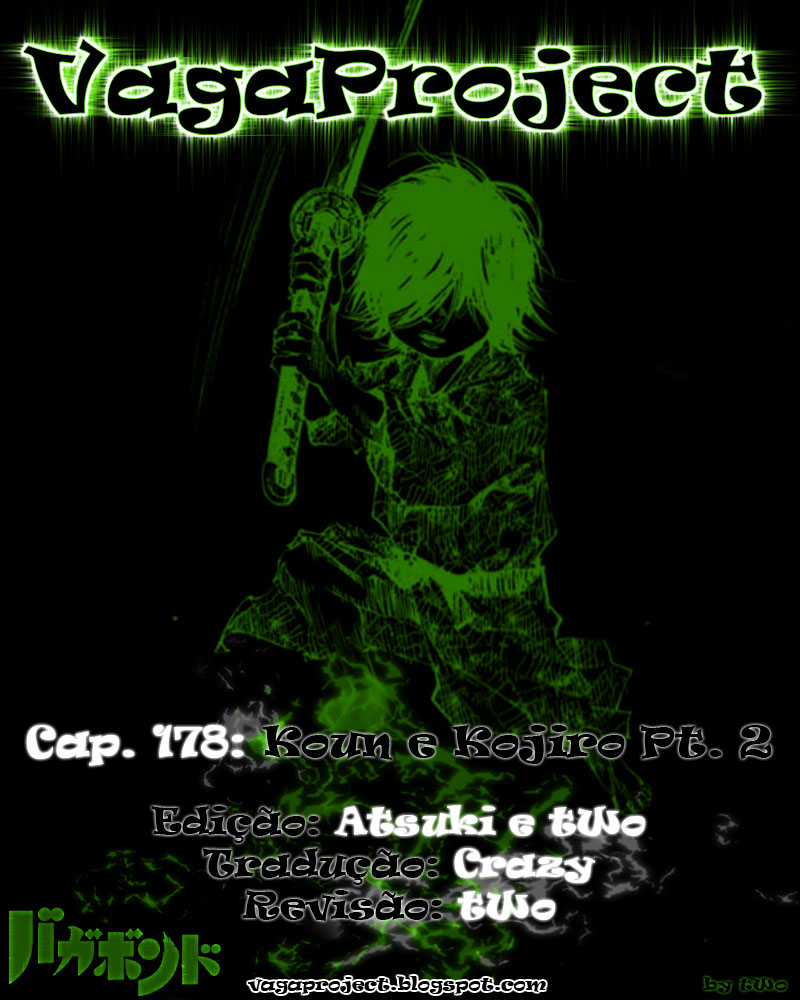 VagaProject
Cap. 178: Koun e Kojiro Pt. 2
Edição: Atsuki e two
Tradução: Crazy
Revisão: two
バガボンド
vagaproject.blogspot.com
by two